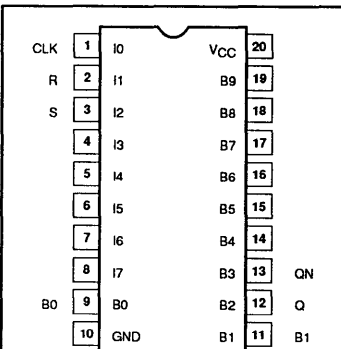 CLK 1 I0 VCC 20
R 2 I1 B9 19
S 3 I2 B8 18
4 I3 B7 17
5 I4 B6 16
6 I5 B5 15
7 I6 B4 14
8 I7 B3 13 QN
B0 9 B0 B2 12 Q
10 GND B1 11 B1